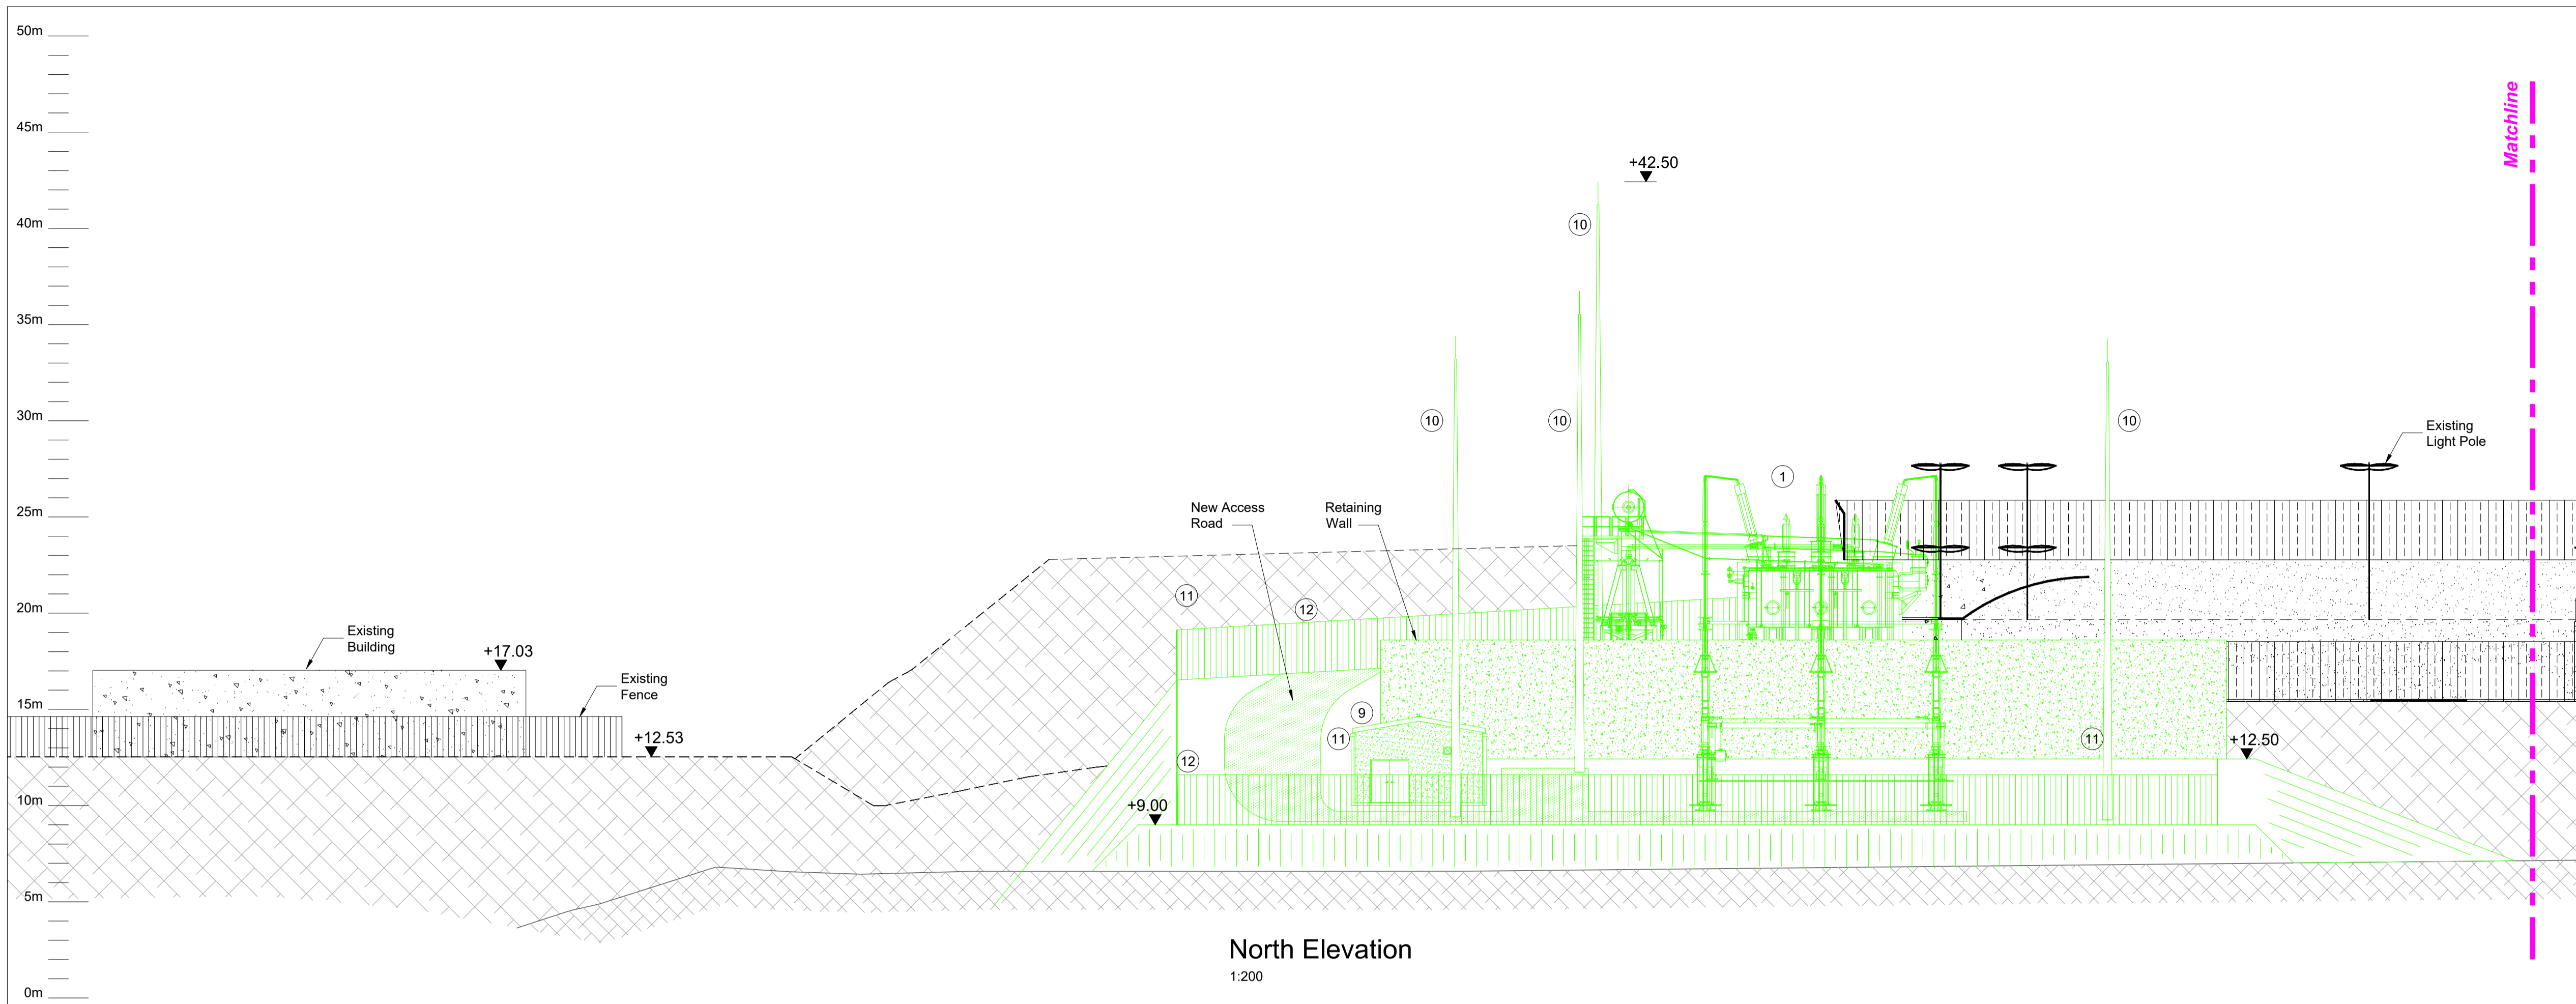 50m
45m
Matchline
+42.50
40m
10
35m
30m
10
10
10
Existing
Light Pole
1
25m
New Access
Road
Retaining
Wall
20m
11
12
Existing
Building
+17.03
Existing
Fence
15m
9
11
11
+12.53
+12.50
12
10m
+9.00
5m
North Elevation
1:200
0m